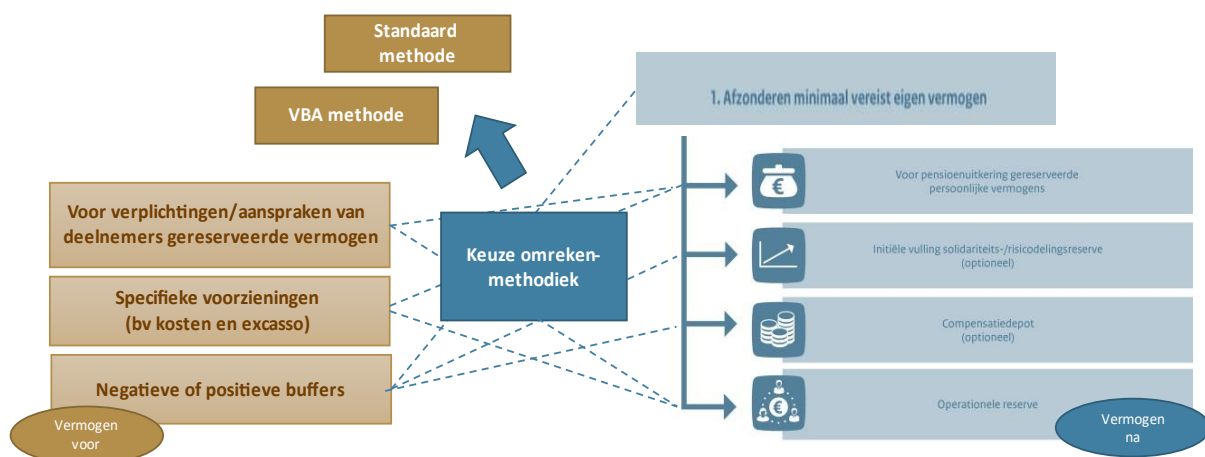 Standaard
methode
VBA methode
1. Afzonderen minimaal vereist eigen vermogen
Voor pensioenuitkering gereserveerde
persoonlijke vermogens
Voor verplichtingen/aanspraken van
deelnemers gereserveerde vermogen
Keuze omreken-
methodiek
Initiële vulling solidariteits-/risicodelingsreserve
(optioneel)
Specifieke voorzieningen
(bv kosten en excasso)
Compensatiedepot
(optioneel)
Negatieve of positieve buffers
Operationele reserve
Vermogen
voor
Vermogen
na